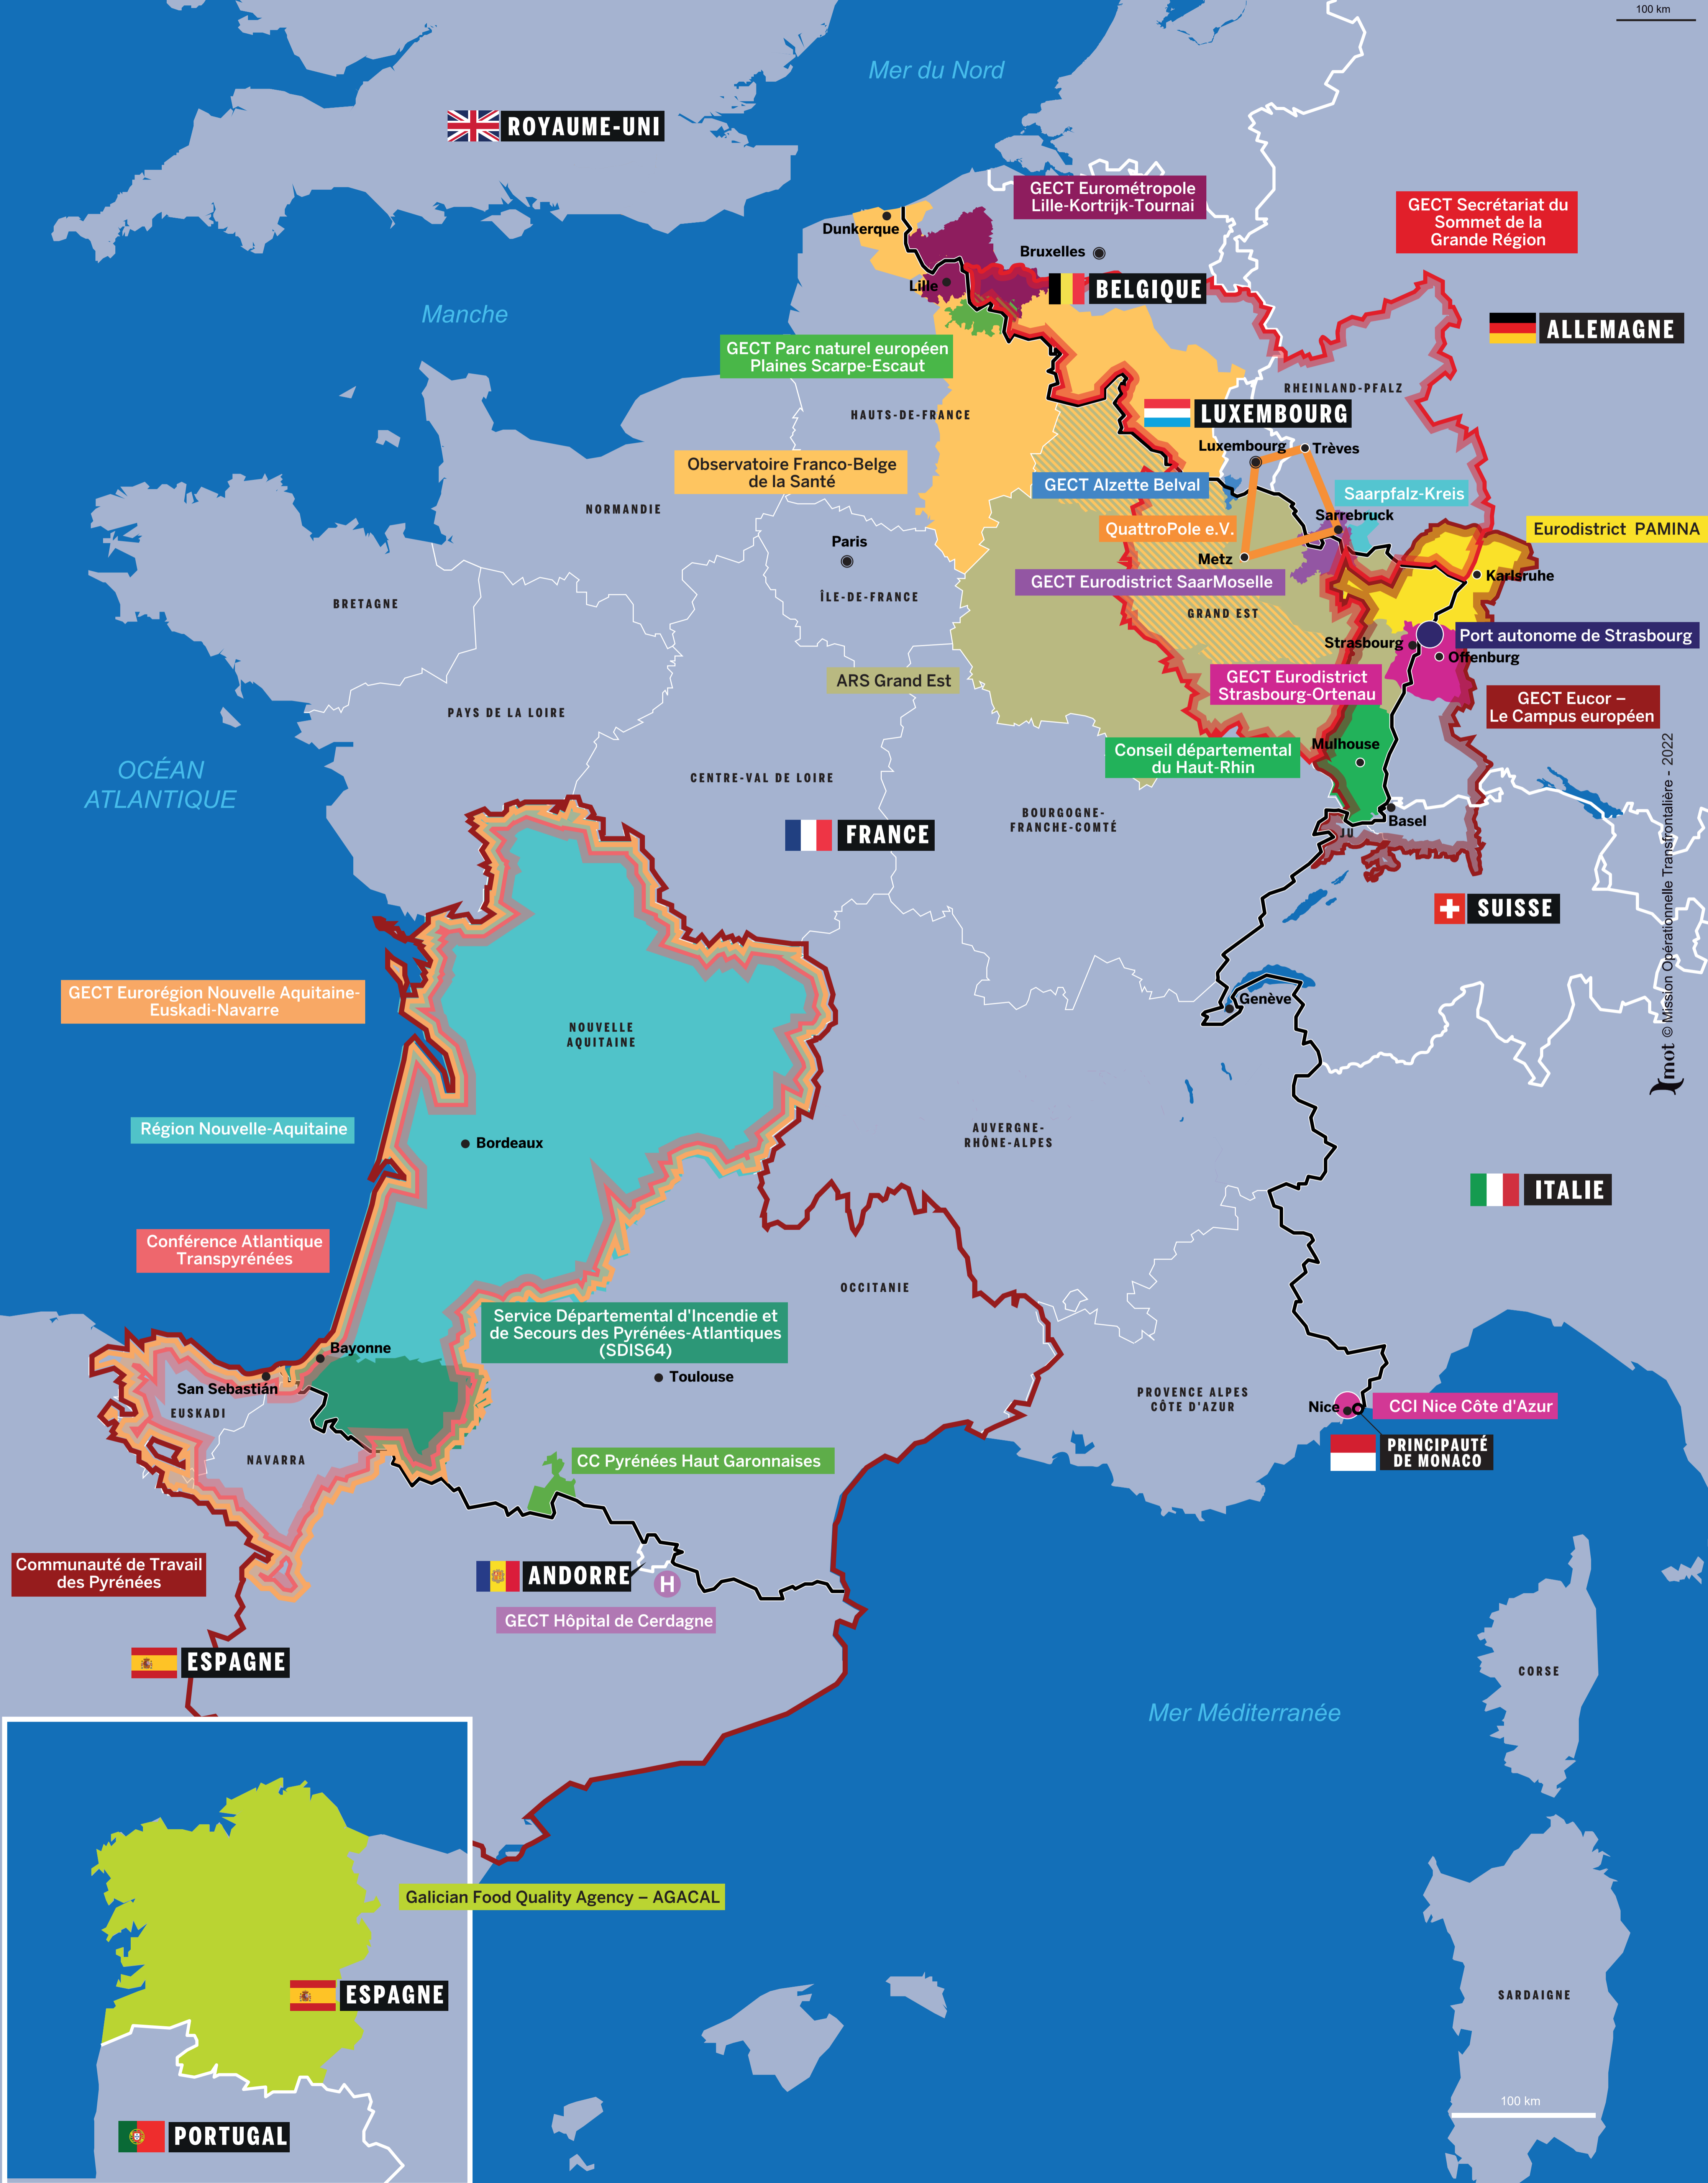 100 km
Mer du Nord
ROYAUME-UNI
GECT Eurométropole
Lille-Kortrijk-Tournai
GECT Secrétariat du
Sommet de la
Grande Région
Dunkerque
Bruxelles
Lille
BELGIQUE
Manche
ALLEMAGNE
GECT Parc naturel européen
Plaines Scarpe-Escaut
RHEINLAND-PFALZ
HAUTS-DE-FRANCE
LUXEMBOURG
Luxembourg
Trèves
Observatoire Franco-Belge
de la Santé
GECT Alzette Belval
Saarpfalz-Kreis
NORMANDIE
Sarrebruck
QuattroPole e.V.
Eurodistrict PAMINA
Paris
Metz
Karlsruhe
GECT Eurodistrict SaarMoselle
ÎLE-DE-FRANCE
BRETAGNE
GRAND EST
Strasbourg
Port autonome de Strasbourg
Offenburg
ARS Grand Est
GECT Eurodistrict
Strasbourg-Ortenau
GECT Eucor –
Le Campus européen
PAYS DE LA LOIRE
Conseil départemental
du Haut-Rhin
Mulhouse
OCÉAN
ATLANTIQUE
CENTRE-VAL DE LOIRE
BOURGOGNE-
FRANCHE-COMTÉ
FRANCE
Basel
JU
SUISSE
mot © Mission Opérationnelle Transfrontalière - 2022
GECT Eurorégion Nouvelle Aquitaine-
Euskadi-Navarre
Genève
NOUVELLE
AQUITAINE
Région Nouvelle-Aquitaine
Bordeaux
AUVERGNE-
RHÔNE-ALPES
ITALIE
Conférence Atlantique
Transpyrénées
OCCITANIE
Service Départemental d'Incendie et
de Secours des Pyrénées-Atlantiques
(SDIS64)
Bayonne
Toulouse
San Sebastián
EUSKADI
PROVENCE ALPES
CÔTE D'AZUR
Nice
CCI Nice Côte d'Azur
PRINCIPAUTÉ
DE MONACO
NAVARRA
CC Pyrénées Haut Garonnaises
Communauté de Travail
des Pyrénées
ANDORRE
H
GECT Hôpital de Cerdagne
ESPAGNE
CORSE
Mer Méditerranée
Galician Food Quality Agency – AGACAL
ESPAGNE
SARDAIGNE
100 km
PORTUGAL